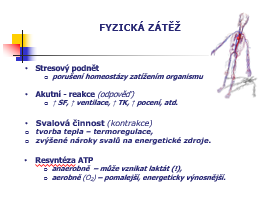 FYZICKÁ ZÁTĚŽ
• Stresový podnět
o porušení homeostázy zatížením organismu
• Akutní - reakce (odpověď)
o ↑ SF, ↑ ventilace, ↑ TK, ↑ pocení, atd.
• Svalová činnost (kontrakce)
o tvorba tepla – termoregulace,
o zvýšené nároky svalů na energetické zdroje.
• Resyntéza ATP
o anaerobně – může vznikat laktát (!),
o aerobně (O₂) – pomalejší, energeticky výnosnější.